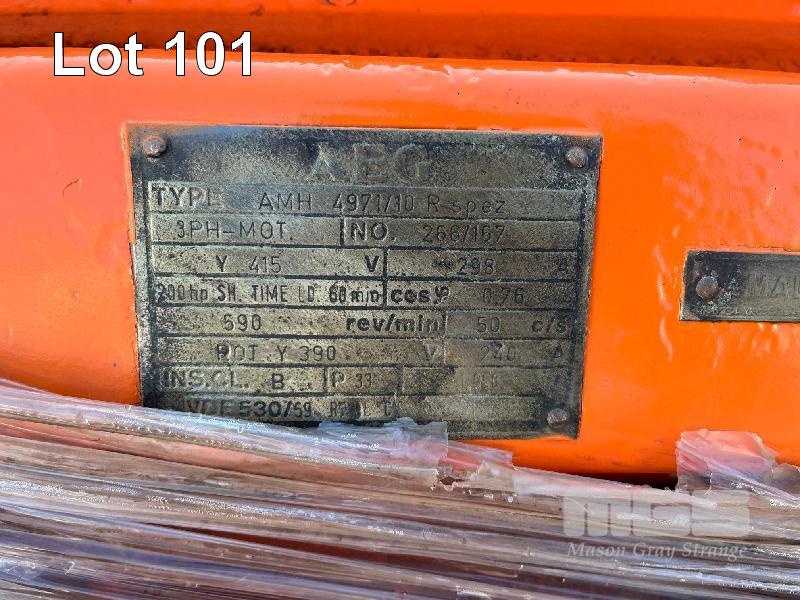 Lot 101
AEG
TYPE AMH 4971/10 R spez
3PH-MOT. NO. 266/167
Y 415 V 298 A
200 hp SH. TIME LD. 60 min cos φ 0.76
590 rev/min 50 c/s
ROT. Y 390 V 240 A
INS.CL. B P 33
VDE 530/59
MGS
Mason Gray Strange